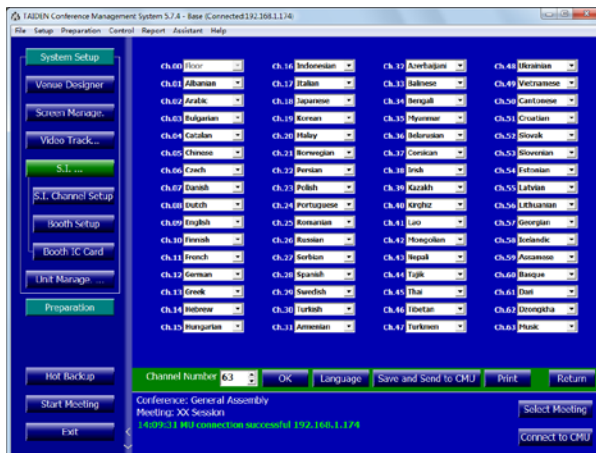 TAIDEN Conference Management System 5.7.4 - Base (Connected:192.168.1.174)
File Setup Preparation Control Report Assistant Help
System Setup
Venue Designer
Screen Manage.
Video Track...
S.I. ...
S.I. Channel Setup
Booth Setup
Booth IC Card
Unit Manage. ...
Preparation
Hot Backup
Start Meeting
Exit
Ch.00 Floor
Ch.01 Albanian
Ch.02 Arabic
Ch.03 Bulgarian
Ch.04 Catalan
Ch.05 Chinese
Ch.06 Czech
Ch.07 Danish
Ch.08 Dutch
Ch.09 English
Ch.10 Finnish
Ch.11 French
Ch.12 German
Ch.13 Greek
Ch.14 Hebrew
Ch.15 Hungarian
Ch.16 Indonesian
Ch.17 Italian
Ch.18 Japanese
Ch.19 Korean
Ch.20 Malay
Ch.21 Norwegian
Ch.22 Persian
Ch.23 Polish
Ch.24 Portuguese
Ch.25 Romanian
Ch.26 Russian
Ch.27 Serbian
Ch.28 Spanish
Ch.29 Swedish
Ch.30 Turkish
Ch.31 Armenian
Ch.32 Azerbaijani
Ch.33 Balinese
Ch.34 Bengali
Ch.35 Myanmar
Ch.36 Belorusian
Ch.37 Corsican
Ch.38 Irish
Ch.39 Kazakh
Ch.40 Kirghiz
Ch.41 Lao
Ch.42 Mongolian
Ch.43 Nepali
Ch.44 Tajik
Ch.45 Thai
Ch.46 Tibetan
Ch.47 Turkmen
Ch.48 Ukrainian
Ch.49 Vietnamese
Ch.50 Cantonese
Ch.51 Croatian
Ch.52 Slovak
Ch.53 Slovenian
Ch.54 Estonian
Ch.55 Latvian
Ch.56 Lithuanian
Ch.57 Georgian
Ch.58 Icelandic
Ch.59 Assamese
Ch.60 Basque
Ch.61 Dari
Ch.62 Dzongkha
Ch.63 Music
Channel Number 63 OK Language Save and Send to CMU Print Return
Conference: General Assembly
Meeting: XX Session
14:09:31 MU connection successful 192.168.1.174
Select Meeting
Connect to CMU